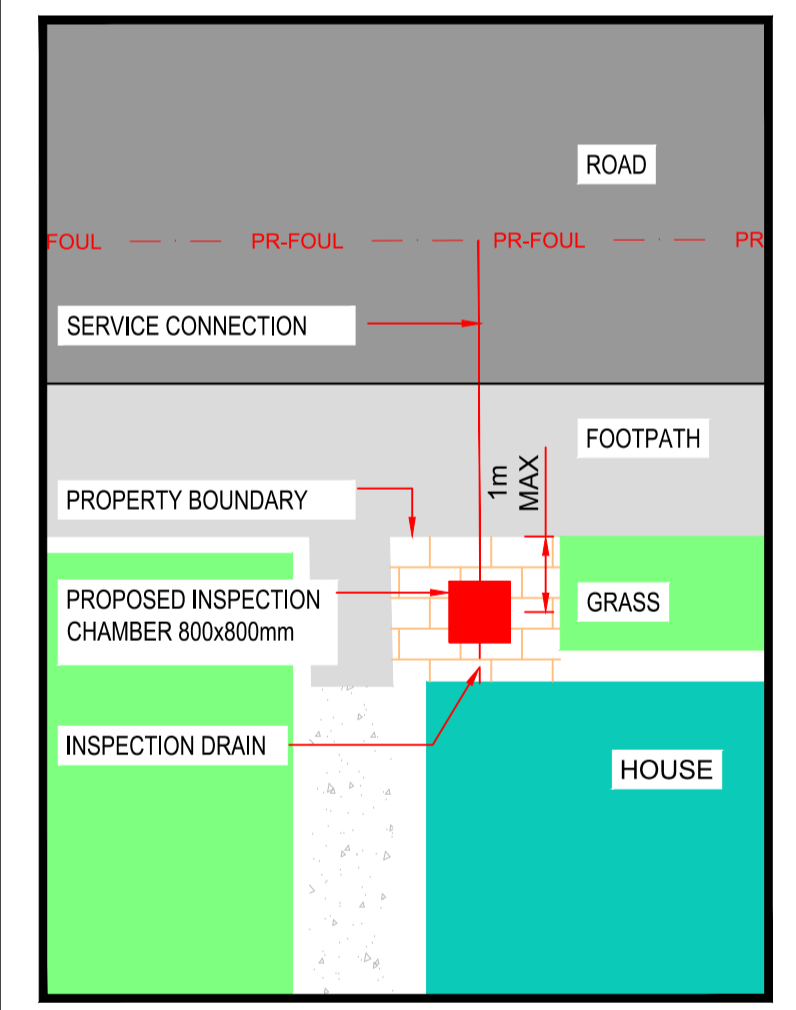 ROAD
FOUL PR-FOUL PR-FOUL PR
SERVICE CONNECTION
FOOTPATH
1m
MAX
PROPERTY BOUNDARY
PROPOSED INSPECTION
CHAMBER 800x800mm
GRASS
INSPECTION DRAIN
HOUSE